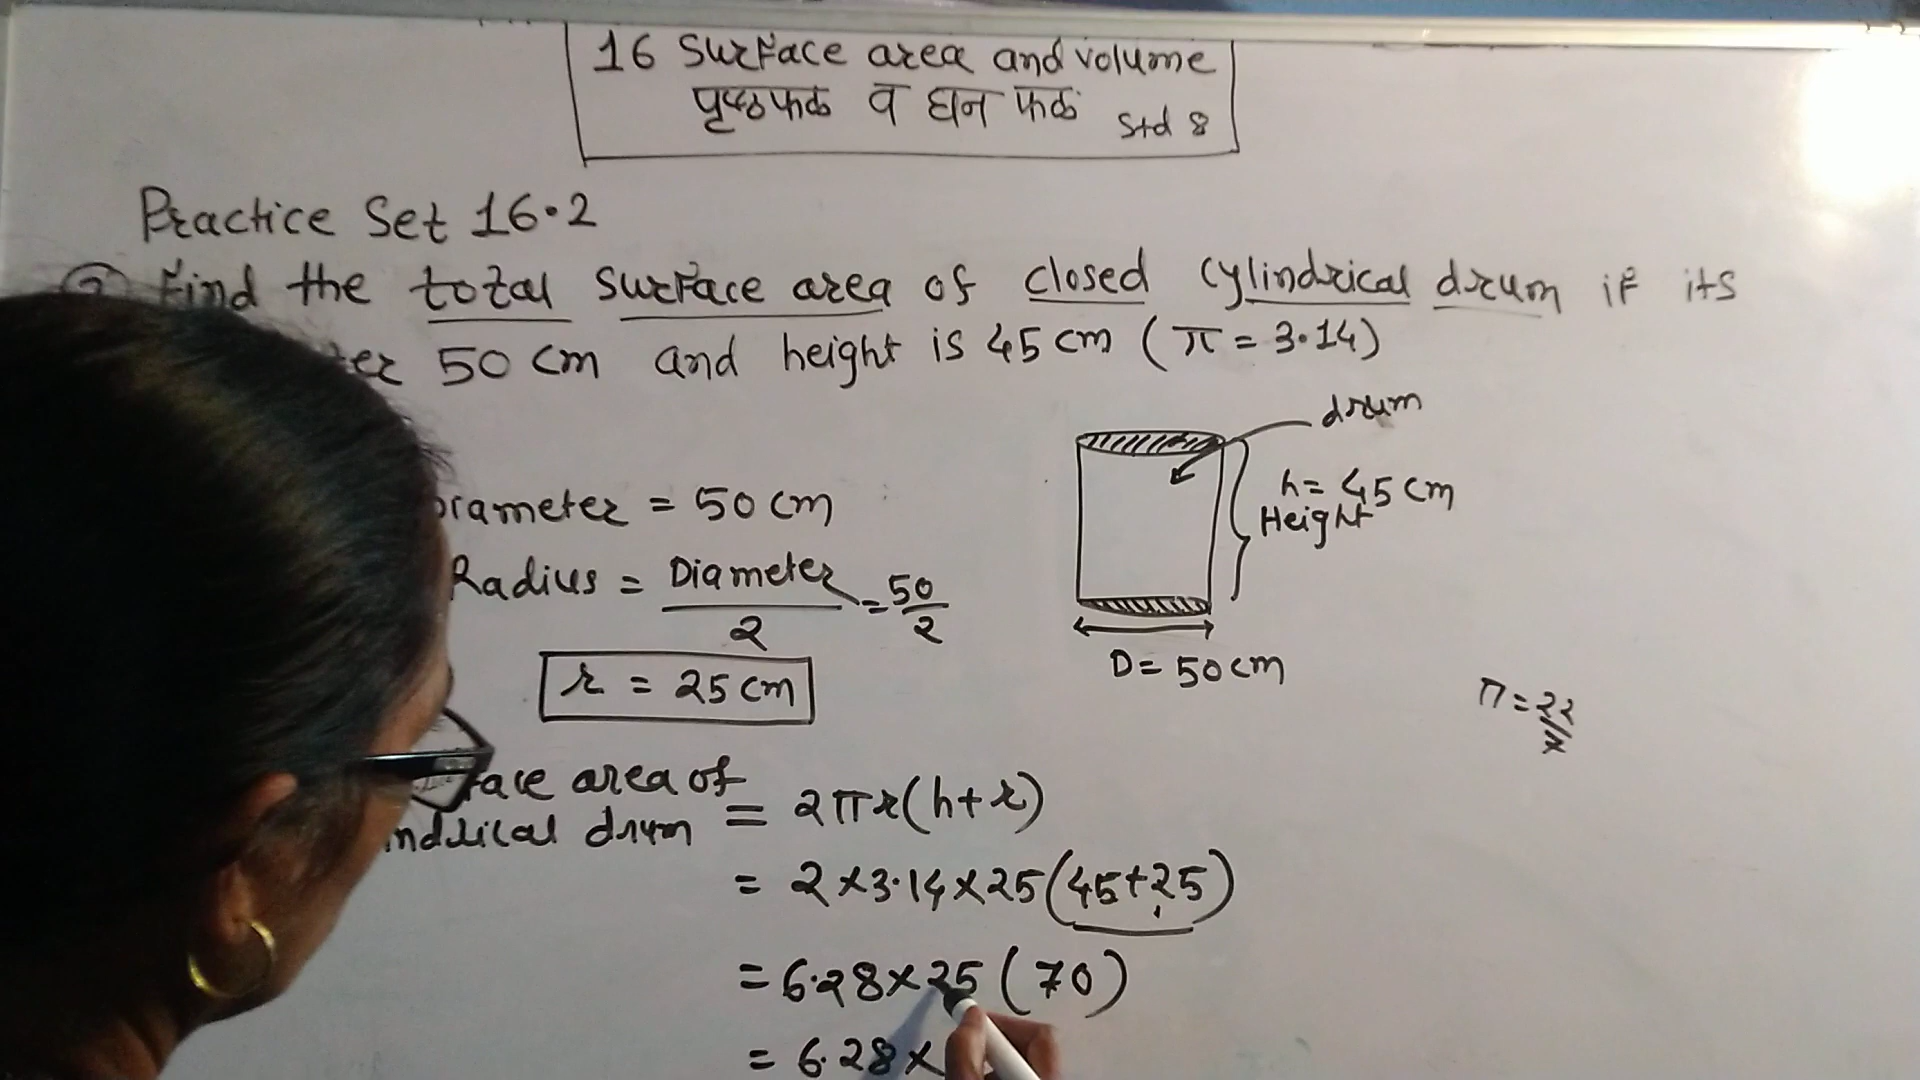 16 Surface area and volume
पृष्ठफळ व घन फळ Std 8
Practice Set 16.2
Find the total surface area of closed cylindrical drum if its
50 cm and height is 45 cm (π = 3.14)
drum
h = 45 cm
Height
D = 50 cm
Diameter = 50 cm
Radius = Diameter/2 = 50/2
r = 25 cm
π = 22/7
area of
drum = 2πr(h+r)
= 2×3.14×25(45+25)
= 6.28×25(70)
= 6.28×